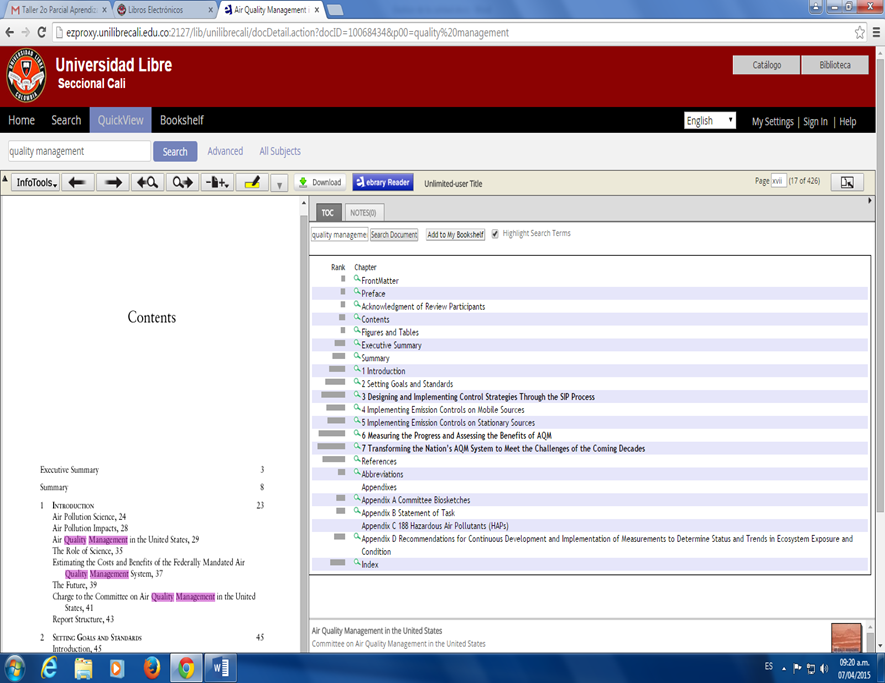 Taller 2o Parcial Aprendiz
Libros Electrónicos
Air Quality Management
ezproxy.unilibrecali.edu.co:2127/lib/unilibrecali/docDetail.action?docID=10068434&p00=quality%20management
Universidad Libre
Seccional Cali
Catálogo
Biblioteca
Home Search QuickView Bookshelf
English
My Settings | Sign In | Help
quality management
Search
Advanced
All Subjects
InfoTools
Download
ebrary Reader
Unlimited-user Title
Page xvii (17 of 426)
Contents
Executive Summary 3
Summary 8
1 Introduction 23
Air Pollution Science, 24
Air Pollution Impacts, 28
Air Quality Management in the United States, 29
The Role of Science, 35
Estimating the Costs and Benefits of the Federally Mandated Air
Quality Management System, 37
The Future, 39
Charge to the Committee on Air Quality Management in the United
States, 41
Report Structure, 43
2 Setting Goals and Standards 45
Introduction, 45
TOC
NOTES(0)
quality manageme
Search Document
Add to My Bookshelf
Highlight Search Terms
Rank Chapter
FrontMatter
Preface
Acknowledgment of Review Participants
Contents
Figures and Tables
Executive Summary
Summary
1 Introduction
2 Setting Goals and Standards
3 Designing and Implementing Control Strategies Through the SIP Process
4 Implementing Emission Controls on Mobile Sources
5 Implementing Emission Controls on Stationary Sources
6 Measuring the Progress and Assessing the Benefits of AQM
7 Transforming the Nation's AQM System to Meet the Challenges of the Coming Decades
References
Abbreviations
Appendixes
Appendix A Committee Biosketches
Appendix B Statement of Task
Appendix C 188 Hazardous Air Pollutants (HAPs)
Appendix D Recommendations for Continuous Development and Implementation of Measurements to Determine Status and Trends in Ecosystem Exposure and
Condition
Index
Air Quality Management in the United States
Committee on Air Quality Management in the United States
ES
09:20 a.m.
07/04/2015